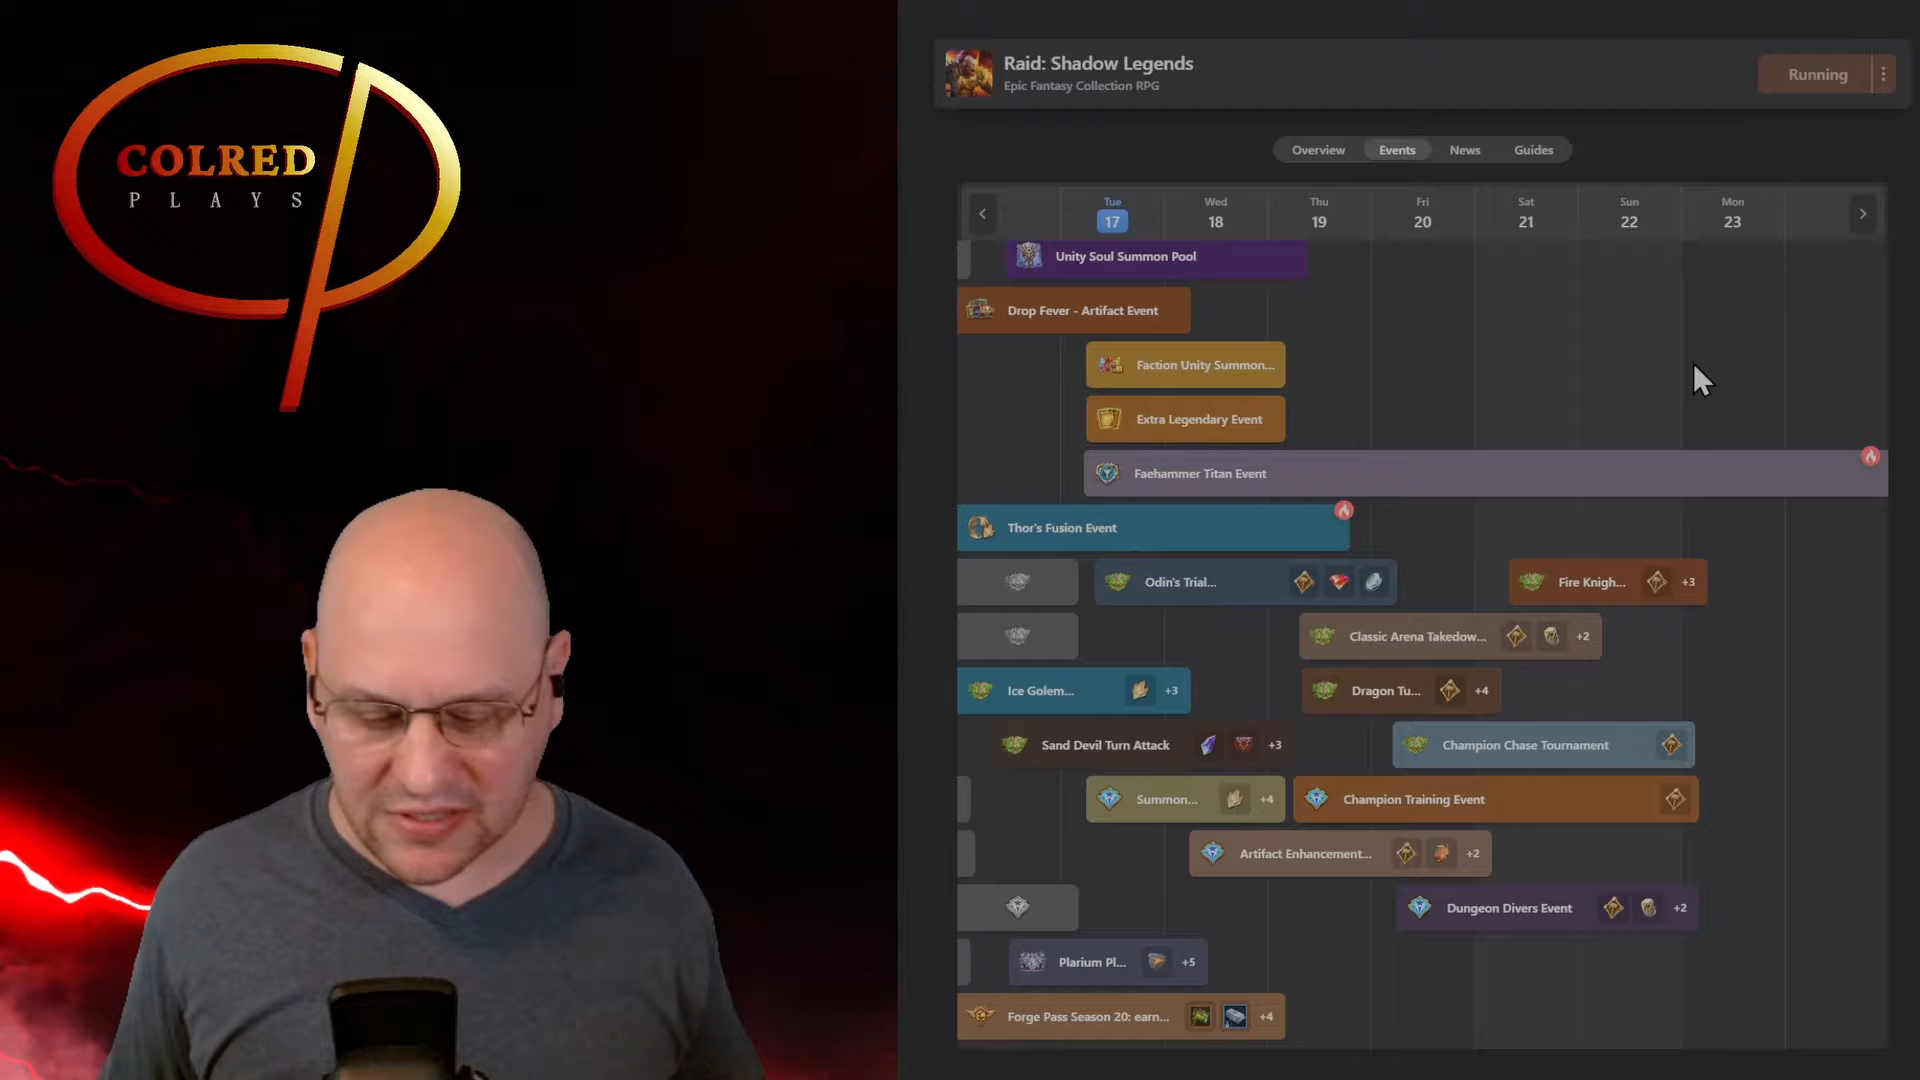 COLRED
PLAYS
Raid: Shadow Legends
Epic Fantasy Collection RPG
Running
Overview
Events
News
Guides
Tue
17
Wed
18
Thu
19
Fri
20
Sat
21
Sun
22
Mon
23
Unity Soul Summon Pool
Drop Fever - Artifact Event
Faction Unity Summon...
Extra Legendary Event
Faehammer Titan Event
Thor's Fusion Event
Odin's Trial...
Fire Knigh...
+3
Classic Arena Takedow...
+2
Ice Golem...
+3
Dragon Tu...
+4
Sand Devil Turn Attack
+3
Champion Chase Tournament
Summon...
+4
Champion Training Event
Artifact Enhancement...
+2
Dungeon Divers Event
+2
Plarium Pl...
+5
Forge Pass Season 20: earn...
+4